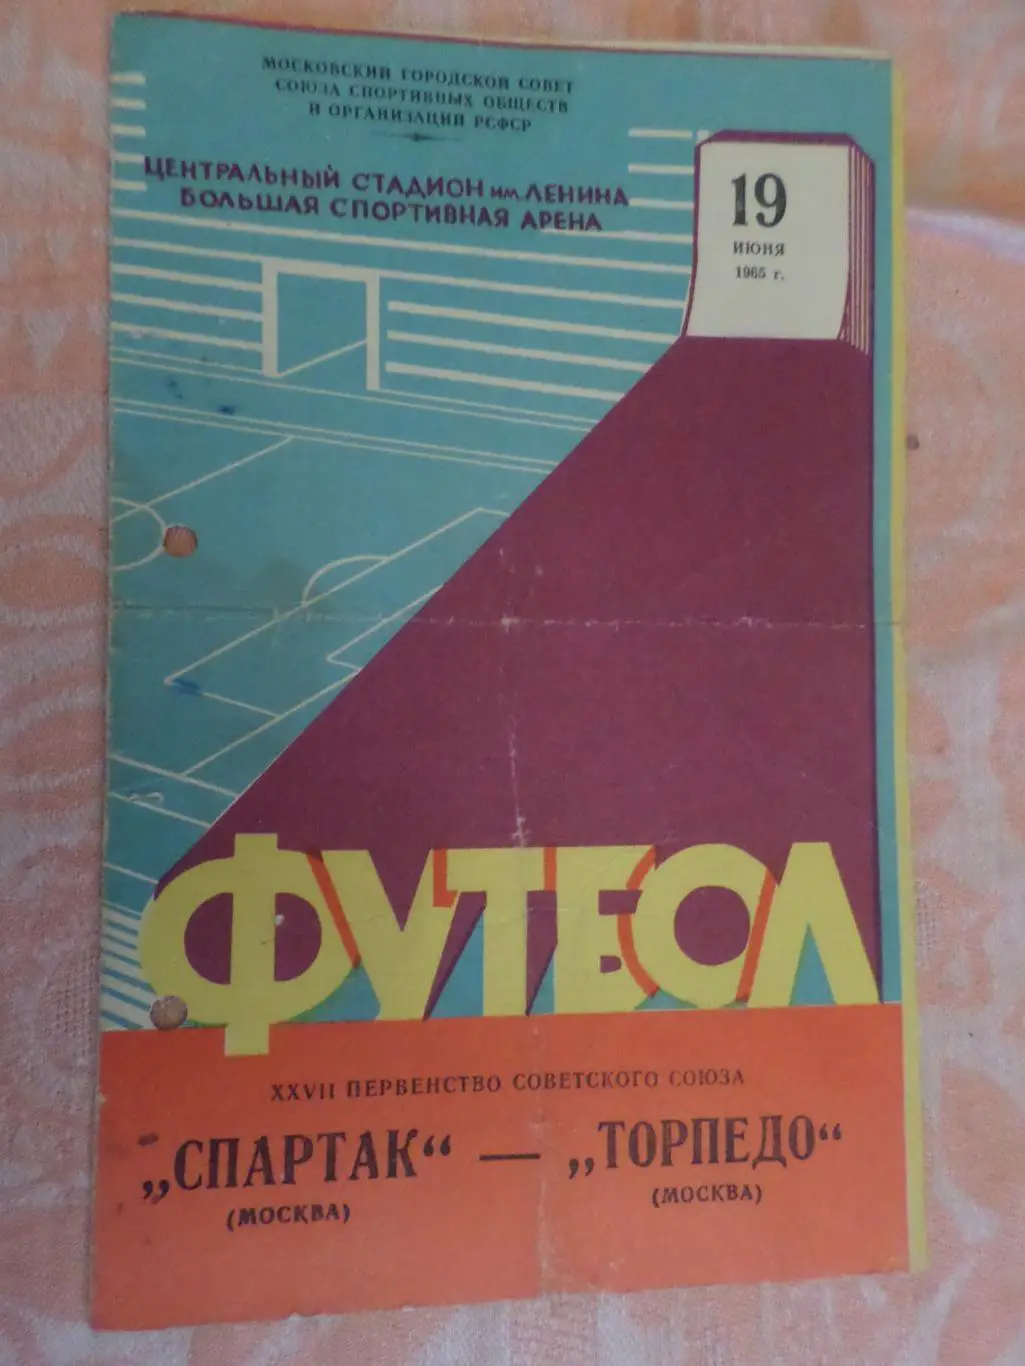 МОСКОВСКИЙ ГОРОДСКОЙ СОВЕТ
СОЮЗА СПОРТИВНЫХ ОБЩЕСТВ
И ОРГАНИЗАЦИЙ РСФСР
ЦЕНТРАЛЬНЫЙ СТАДИОН им. ЛЕНИНА
БОЛЬШАЯ СПОРТИВНАЯ АРЕНА
19
ИЮНЯ
1965 г.
ФУТБОЛ
XXVII ПЕРВЕНСТВО СОВЕТСКОГО СОЮЗА
„СПАРТАК“ — „ТОРПЕДО“
(МОСКВА) (МОСКВА)